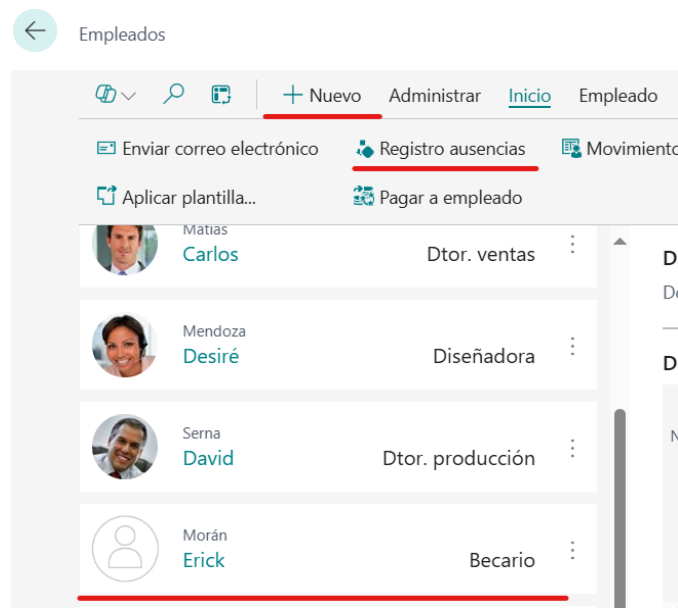 Empleados
Nuevo Administrar Inicio Empleado
Enviar correo electrónico Registro ausencias
Aplicar plantilla... Pagar a empleado
Matías
Carlos Dtor. ventas
Mendoza
Desiré Diseñadora
Serna
David Dtor. producción
Morán
Erick Becario